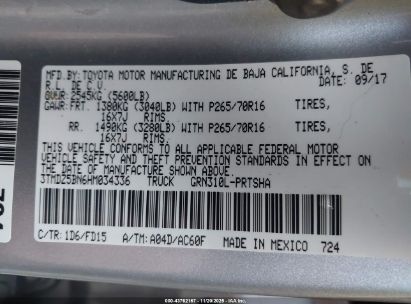 MFD.BY:TOYOTA MOTOR MANUFACTURING DE BAJA CALIFORNIA, S. DE
R.L. DE C.V. DATE: 09/17
GVWR:2545KG (5600LB)
GAWR:FRT. 1380KG (3040LB) WITH P265/70R16 TIRES,
16X7J RIMS,
RR. 1490KG (3280LB) WITH P265/70R16 TIRES,
16X7J RIMS.
THIS VEHICLE CONFORMS TO ALL APPLICABLE FEDERAL MOTOR
VEHICLE SAFETY AND THEFT PREVENTION STANDARDS IN EFFECT
ON THE DATE OF MANUFACTURE SHOWN ABOVE.
3TMDZ5BN6HM034336 TRUCK GRN310L-PRTSHA
C/TR:1D6/FD15 A/TM:A04D/AC60F MADE IN MEXICO 724